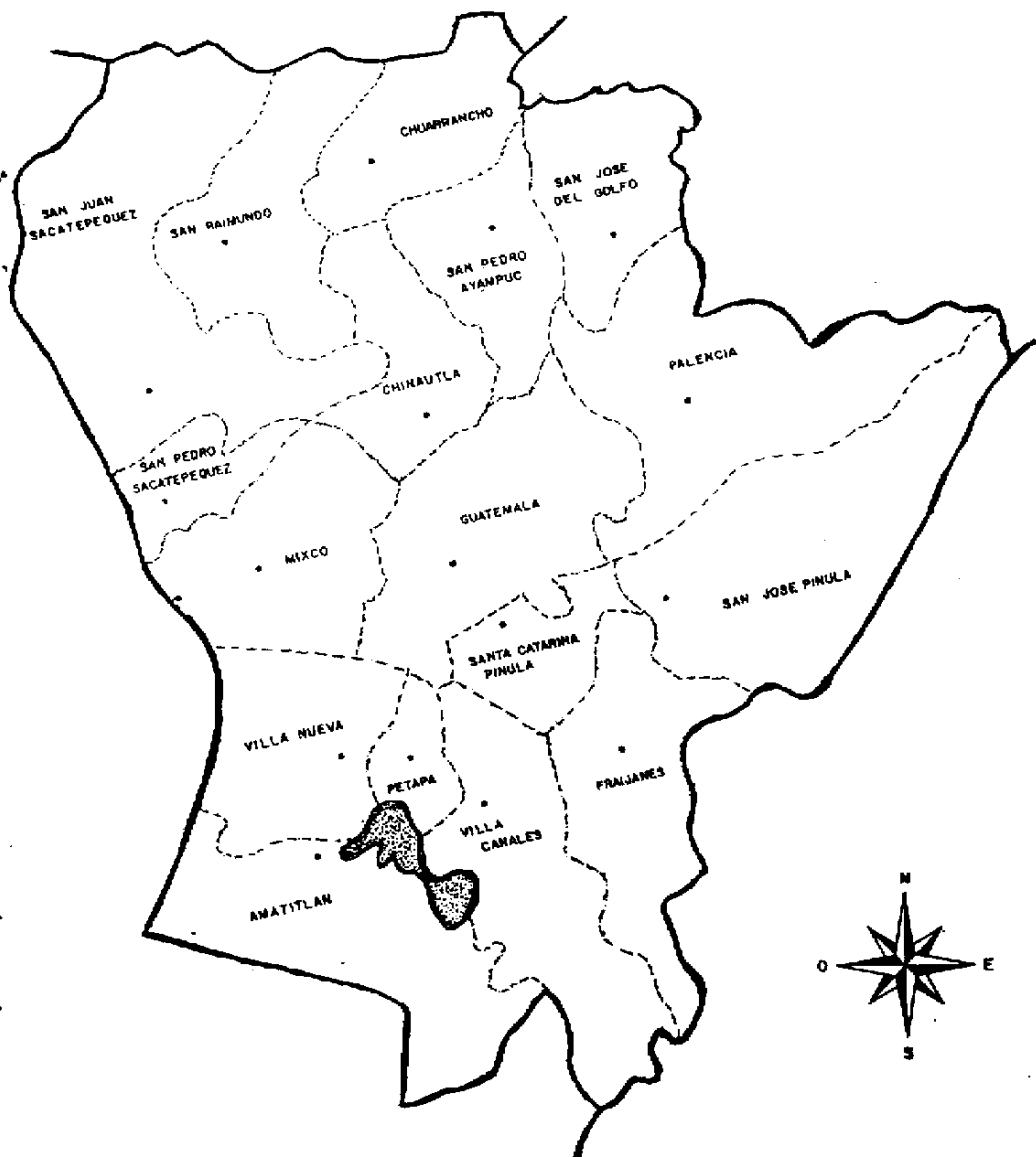 CHUARRANCHO
SAN JOSE
DEL GOLFO
SAN JUAN
SACATEPEQUEZ
SAN RAIMUNDO
SAN PEDRO
AYAMPUC
PALENCIA
CHINAUTLA
SAN PEDRO
SACATEPEQUEZ
GUATEMALA
MIXCO
SAN JOSE PINULA
SANTA CATARINA
PINULA
VILLA NUEVA
PETAPA
FRAIJANES
VILLA
CANALES
AMATITLAN
N
O
E
S